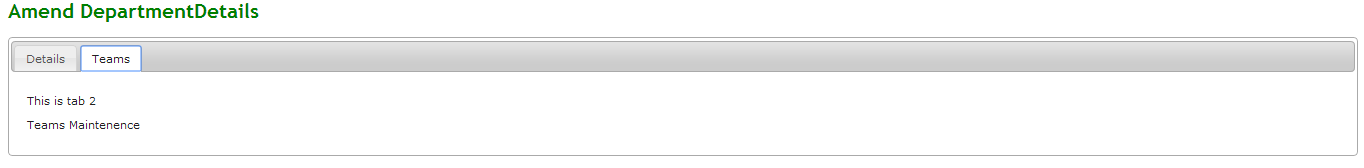 Amend DepartmentDetails
Details Teams
This is tab 2
Teams Maintenence